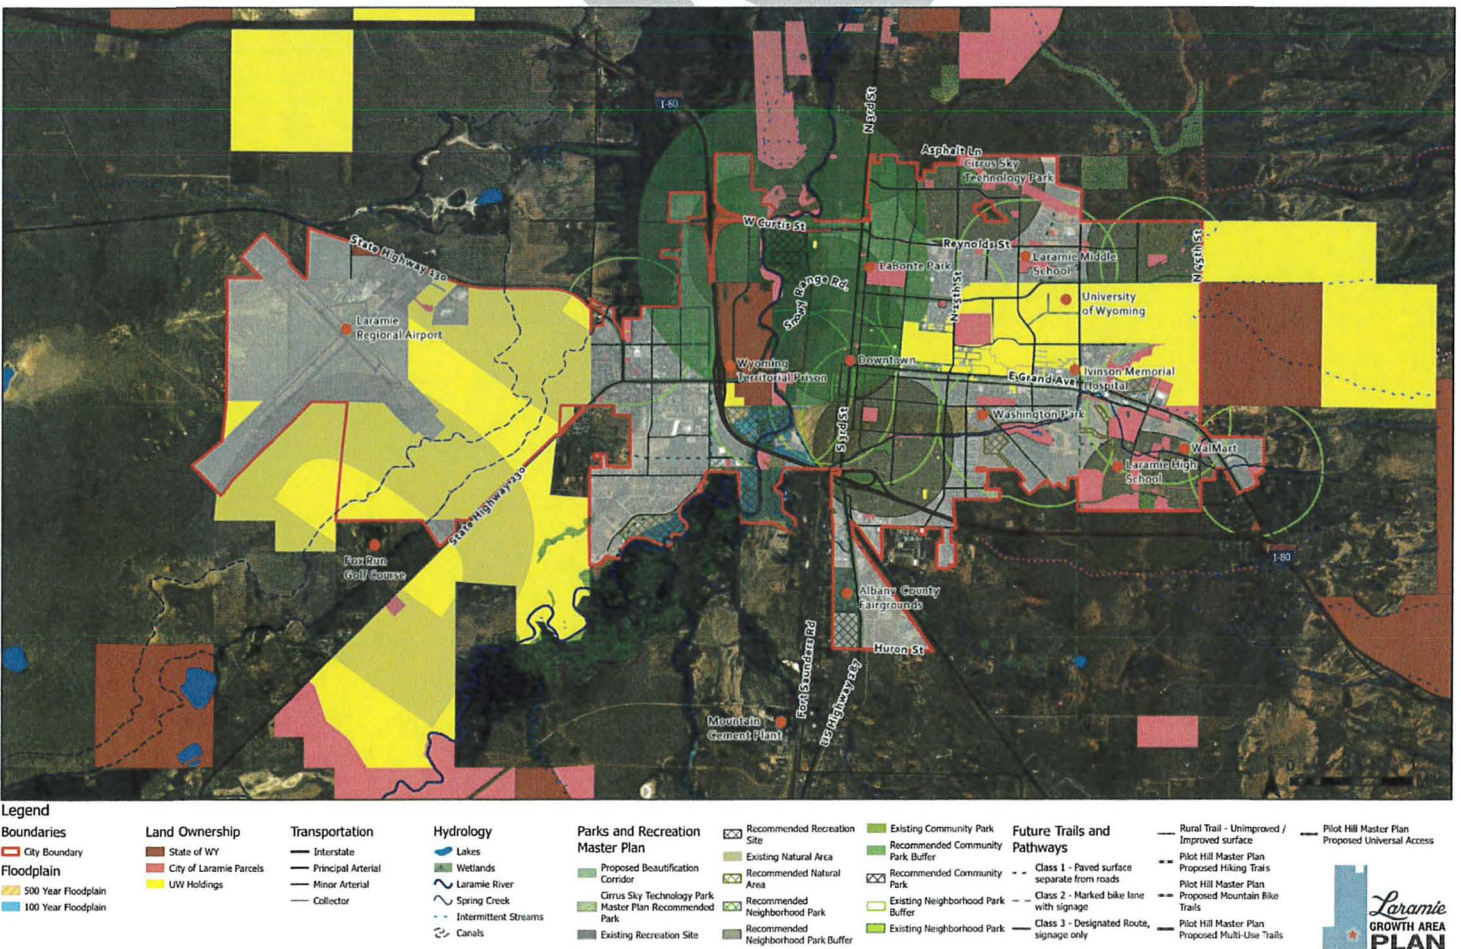 I-80
N 3rd St
Asphalt Ln
Cirrus Sky
Technology Park
W Curtis St
Reynolds St
N 45th St
State Highway 230
LaBonte Park
Laramie Middle
School
Snowy Range Rd.
N 15th St
University
of Wyoming
Laramie
Regional Airport
Wyoming
Territorial Prison
Downtown
Ivinson Memorial
Hospital
E Grand Ave
S 3rd St
Washington Park
WalMart
Laramie High
School
State Highway 230
Fox Run
Golf Course
I-80
Albany County
Fairgrounds
Huron St
Fort Saunders Rd
US Highway 287
Mountain
Cement Plant
Legend
Boundaries
City Boundary
Floodplain
500 Year Floodplain
100 Year Floodplain
Land Ownership
State of WY
City of Laramie Parcels
UW Holdings
Transportation
Interstate
Principal Arterial
Minor Arterial
Collector
Hydrology
Lakes
Wetlands
Laramie River
Spring Creek
Intermittent Streams
Canals
Parks and Recreation
Master Plan
Proposed Beautification
Corridor
Cirrus Sky Technology Park
Master Plan Recommended
Park
Existing Recreation Site
Recommended Recreation
Site
Existing Natural Area
Recommended Natural
Area
Recommended
Neighborhood Park
Recommended
Neighborhood Park Buffer
Existing Community Park
Recommended Community
Park Buffer
Recommended Community
Park
Existing Neighborhood Park
Buffer
Existing Neighborhood Park
Future Trails and
Pathways
Class 1 - Paved surface
separate from roads
Class 2 - Marked bike lane
with signage
Class 3 - Designated Route,
signage only
Rural Trail - Unimproved /
Improved surface
Pilot Hill Master Plan
Proposed Hiking Trais
Pilot Hill Master Plan
Proposed Mountain Bike
Trails
Pilot Hill Master Plan
Proposed Multi-Use Trails
Pilot Hill Master Plan
Proposed Universal Access
Laramie
GROWTH AREA
PLAN